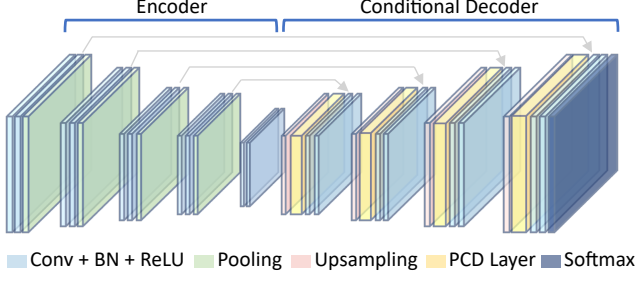 Encoder Conditional Decoder
Conv + BN + ReLU Pooling Upsampling PCD Layer Softmax